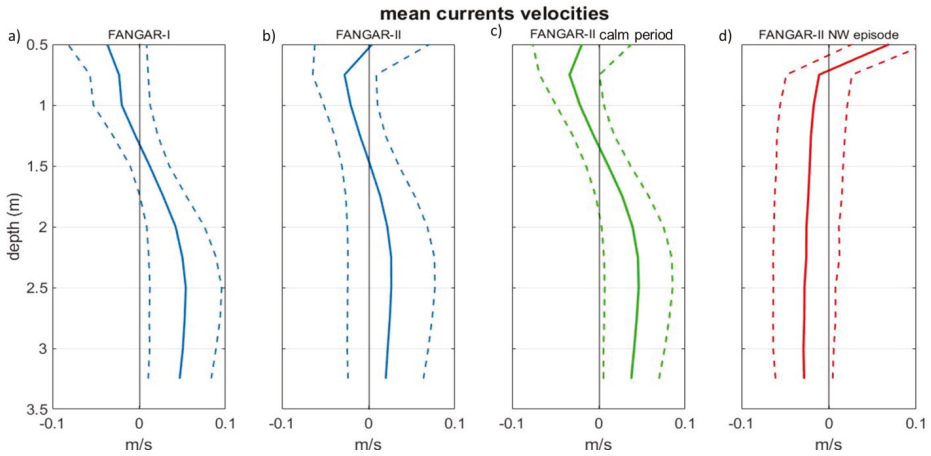 mean currents velocities
a) FANGAR-I
b) FANGAR-II
c) FANGAR-II calm period
d) FANGAR-II NW episode
depth (m)
0.5
1
1.5
2
2.5
3
3.5
-0.1 0 0.1
-0.1 0 0.1
-0.1 0 0.1
-0.1 0 0.1
m/s
m/s
m/s
m/s